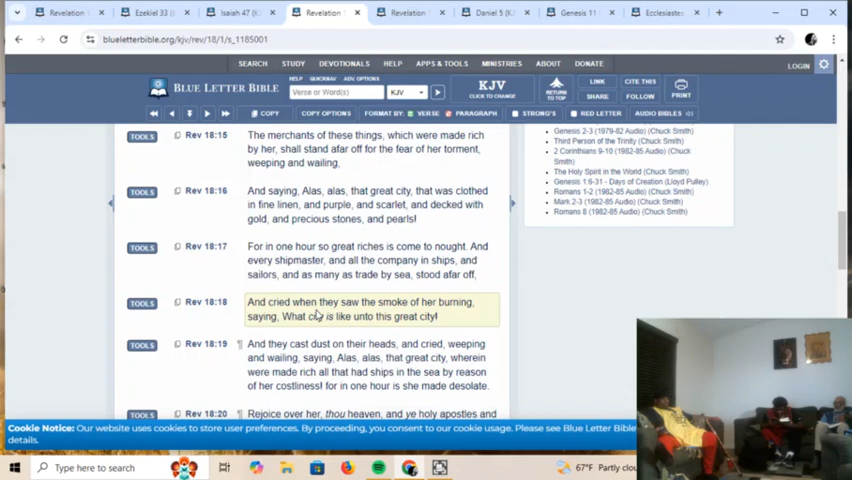 Revelation 1
Ezekiel 33 (
Isaiah 47 (K
Revelation
Revelation 1
Daniel 5 (KJ
Genesis 11 :
Ecclesiastes
blueletterbible.org/kjv/rev/18/1/s_1185001
SEARCH STUDY DEVOTIONALS HELP APPS & TOOLS MINISTRIES ABOUT DONATE
LOGIN
BLUE LETTER BIBLE
HELP QUICKNAV ADV. OPTIONS
Verse or Word(s)
KJV
KJV
CLICK TO CHANGE
RETURN
TO TOP
LINK
SHARE
CITE THIS
FOLLOW
PRINT
COPY COPY OPTIONS FORMAT BY: VERSE PARAGRAPH STRONG'S RED LETTER AUDIO BIBLES
TOOLS Rev 18:15 The merchants of these things, which were made rich
by her, shall stand afar off for the fear of her torment,
weeping and wailing,
TOOLS Rev 18:16 And saying, Alas, alas, that great city, that was clothed
in fine linen, and purple, and scarlet, and decked with
gold, and precious stones, and pearls!
TOOLS Rev 18:17 For in one hour so great riches is come to nought. And
every shipmaster, and all the company in ships, and
sailors, and as many as trade by sea, stood afar off,
TOOLS Rev 18:18 And cried when they saw the smoke of her burning,
saying, What city is like unto this great city!
TOOLS Rev 18:19 ¶ And they cast dust on their heads, and cried, weeping
and wailing, saying, Alas, alas, that great city, wherein
were made rich all that had ships in the sea by reason
of her costliness! for in one hour is she made desolate.
TOOLS Rev 18:20 ¶ Rejoice over her, thou heaven, and ye holy apostles and
Genesis 2-3 (1979-82 Audio) (Chuck Smith)
Third Person of the Trinity (Chuck Smith)
2 Corinthians 9-10 (1982-85 Audio) (Chuck
Smith)
The Holy Spirit in the World (Chuck Smith)
Genesis 1:6-31 - Days of Creation (Lloyd Pulley)
Romans 1-2 (1982-85 Audio) (Chuck Smith)
Mark 2-3 (1982-85 Audio) (Chuck Smith)
Romans 8 (1982-85 Audio) (Chuck Smith)
Cookie Notice: Our website uses cookies to store user preferences. By proceeding, you consent to our cookie usage. Please see Blue Letter Bible
details.
Type here to search
67°F Partly clou